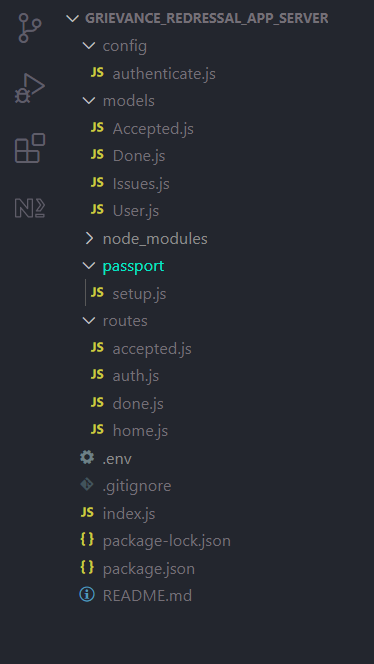 GRIEVANCE_REDRESSAL_APP_SERVER
config
JS authenticate.js
models
JS Accepted.js
JS Done.js
JS Issues.js
JS User.js
node_modules
passport
JS setup.js
routes
JS accepted.js
JS auth.js
JS done.js
JS home.js
.env
.gitignore
JS index.js
{} package-lock.json
{} package.json
README.md